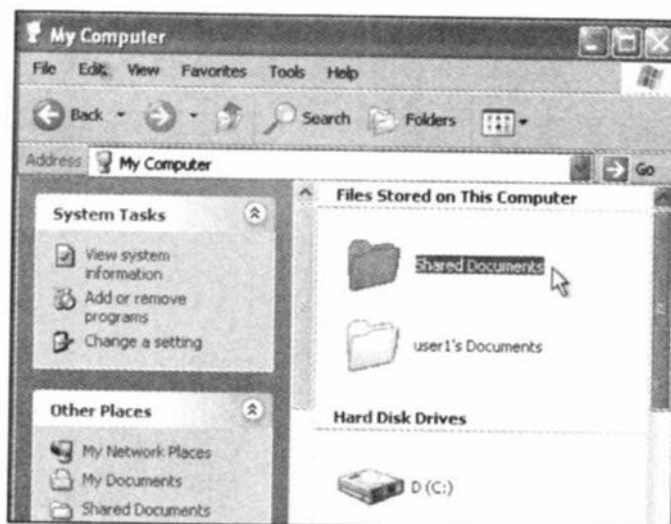 My Computer
File Edit View Favorites Tools Help
Back Search Folders
Address My Computer Go
System Tasks
View system
information
Add or remove
programs
Change a setting
Other Places
My Network Places
My Documents
Shared Documents
Files Stored on This Computer
Shared Documents
user1's Documents
Hard Disk Drives
D (C:)